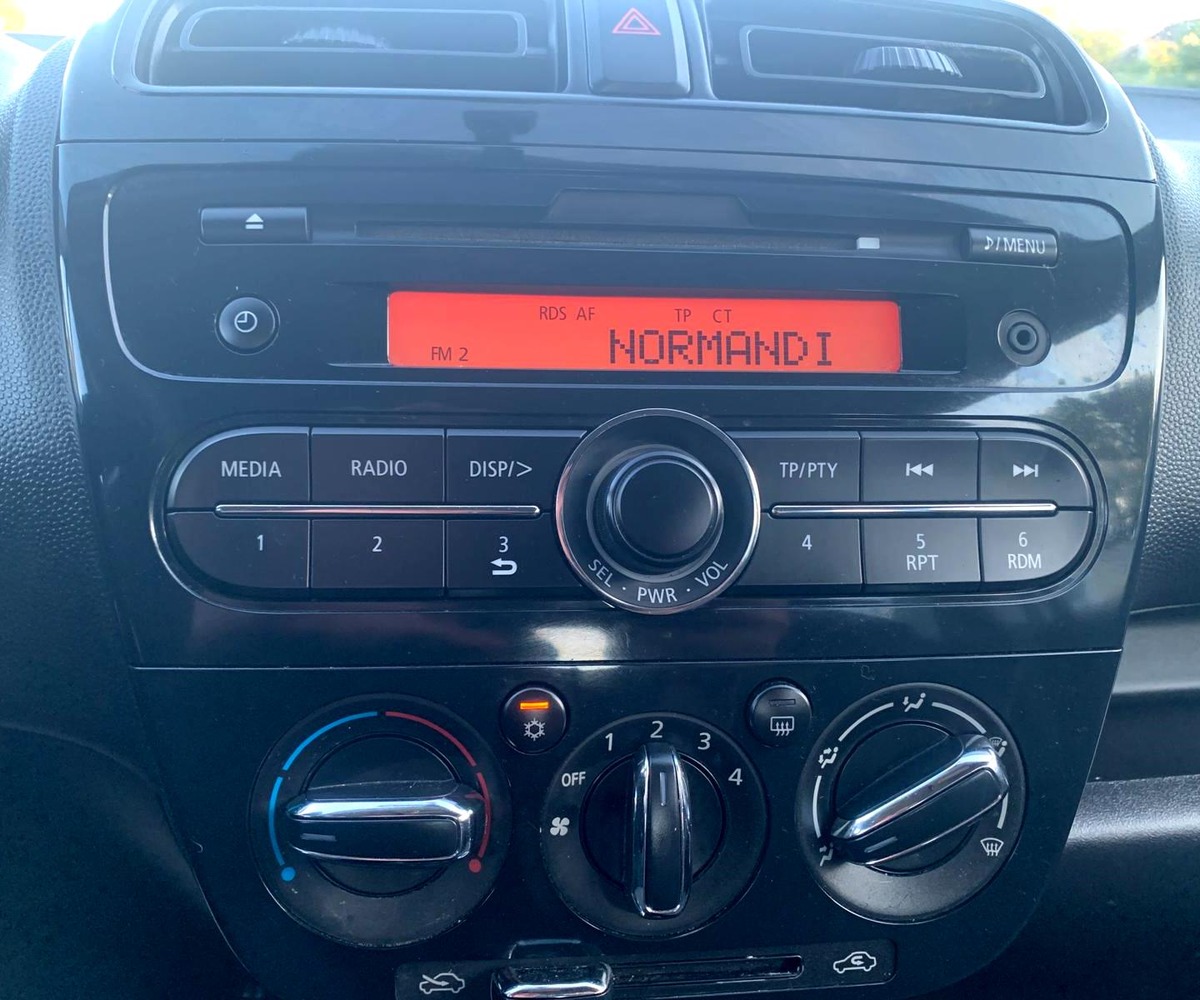 ♪/MENU
RDS AF TP CT
FM 2 NORMANDI
MEDIA RADIO DISP/> TP/PTY
1 2 3 4 5 6
RPT RDM
SEL · PWR · VOL
1 2 3 4
OFF